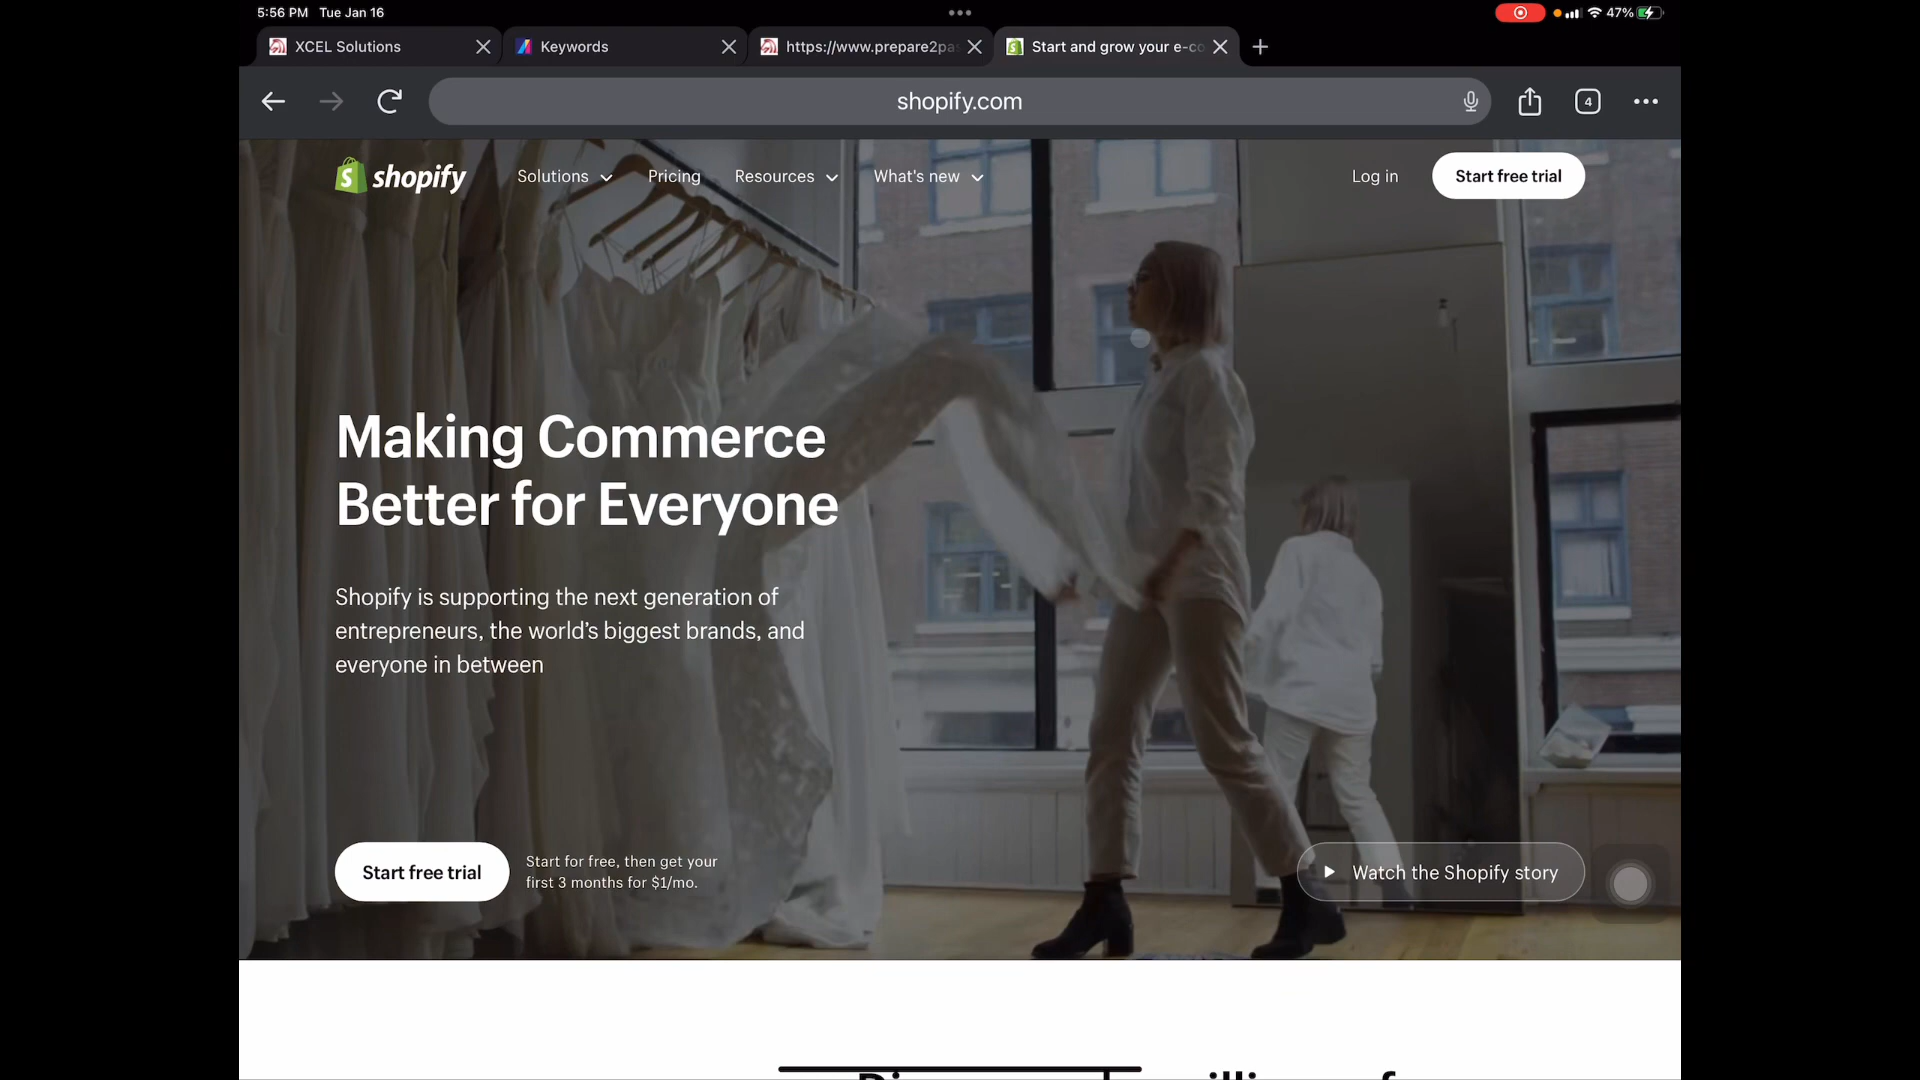 5:56 PM Tue Jan 16
47%
XCEL Solutions
Keywords
https://www.prepare2pa
Start and grow your e-co
shopify.com
4
shopify
Solutions
Pricing
Resources
What's new
Log in
Start free trial
Making Commerce
Better for Everyone
Shopify is supporting the next generation of
entrepreneurs, the world's biggest brands, and
everyone in between
Start free trial
Start for free, then get your
first 3 months for $1/mo.
Watch the Shopify story